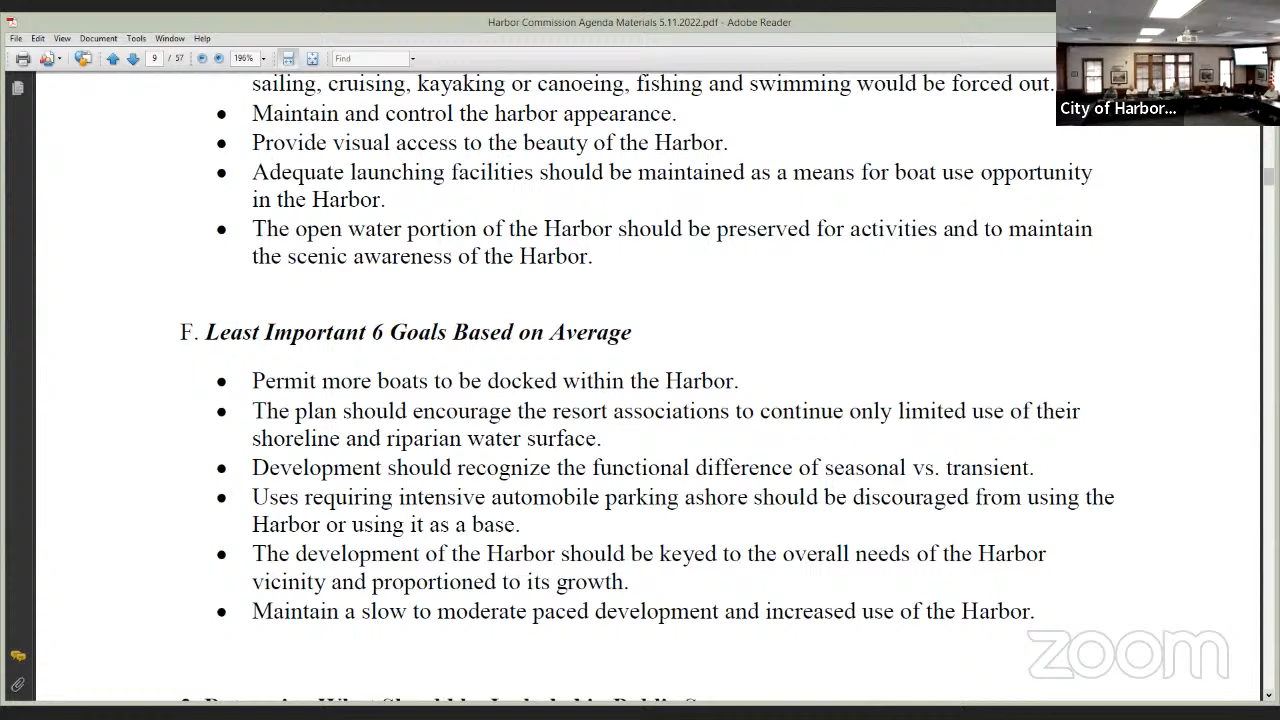 Harbor Commission Agenda Materials 5.11.2022.pdf - Adobe Reader
File Edit View Document Tools Window Help
9 / 57 196% Find
sailing, cruising, kayaking or canoeing, fishing and swimming would be forced out.
City of Harbor...
• Maintain and control the harbor appearance.
• Provide visual access to the beauty of the Harbor.
• Adequate launching facilities should be maintained as a means for boat use opportunity
in the Harbor.
• The open water portion of the Harbor should be preserved for activities and to maintain
the scenic awareness of the Harbor.
F. Least Important 6 Goals Based on Average
• Permit more boats to be docked within the Harbor.
• The plan should encourage the resort associations to continue only limited use of their
shoreline and riparian water surface.
• Development should recognize the functional difference of seasonal vs. transient.
• Uses requiring intensive automobile parking ashore should be discouraged from using the
Harbor or using it as a base.
• The development of the Harbor should be keyed to the overall needs of the Harbor
vicinity and proportioned to its growth.
• Maintain a slow to moderate paced development and increased use of the Harbor.
zoom